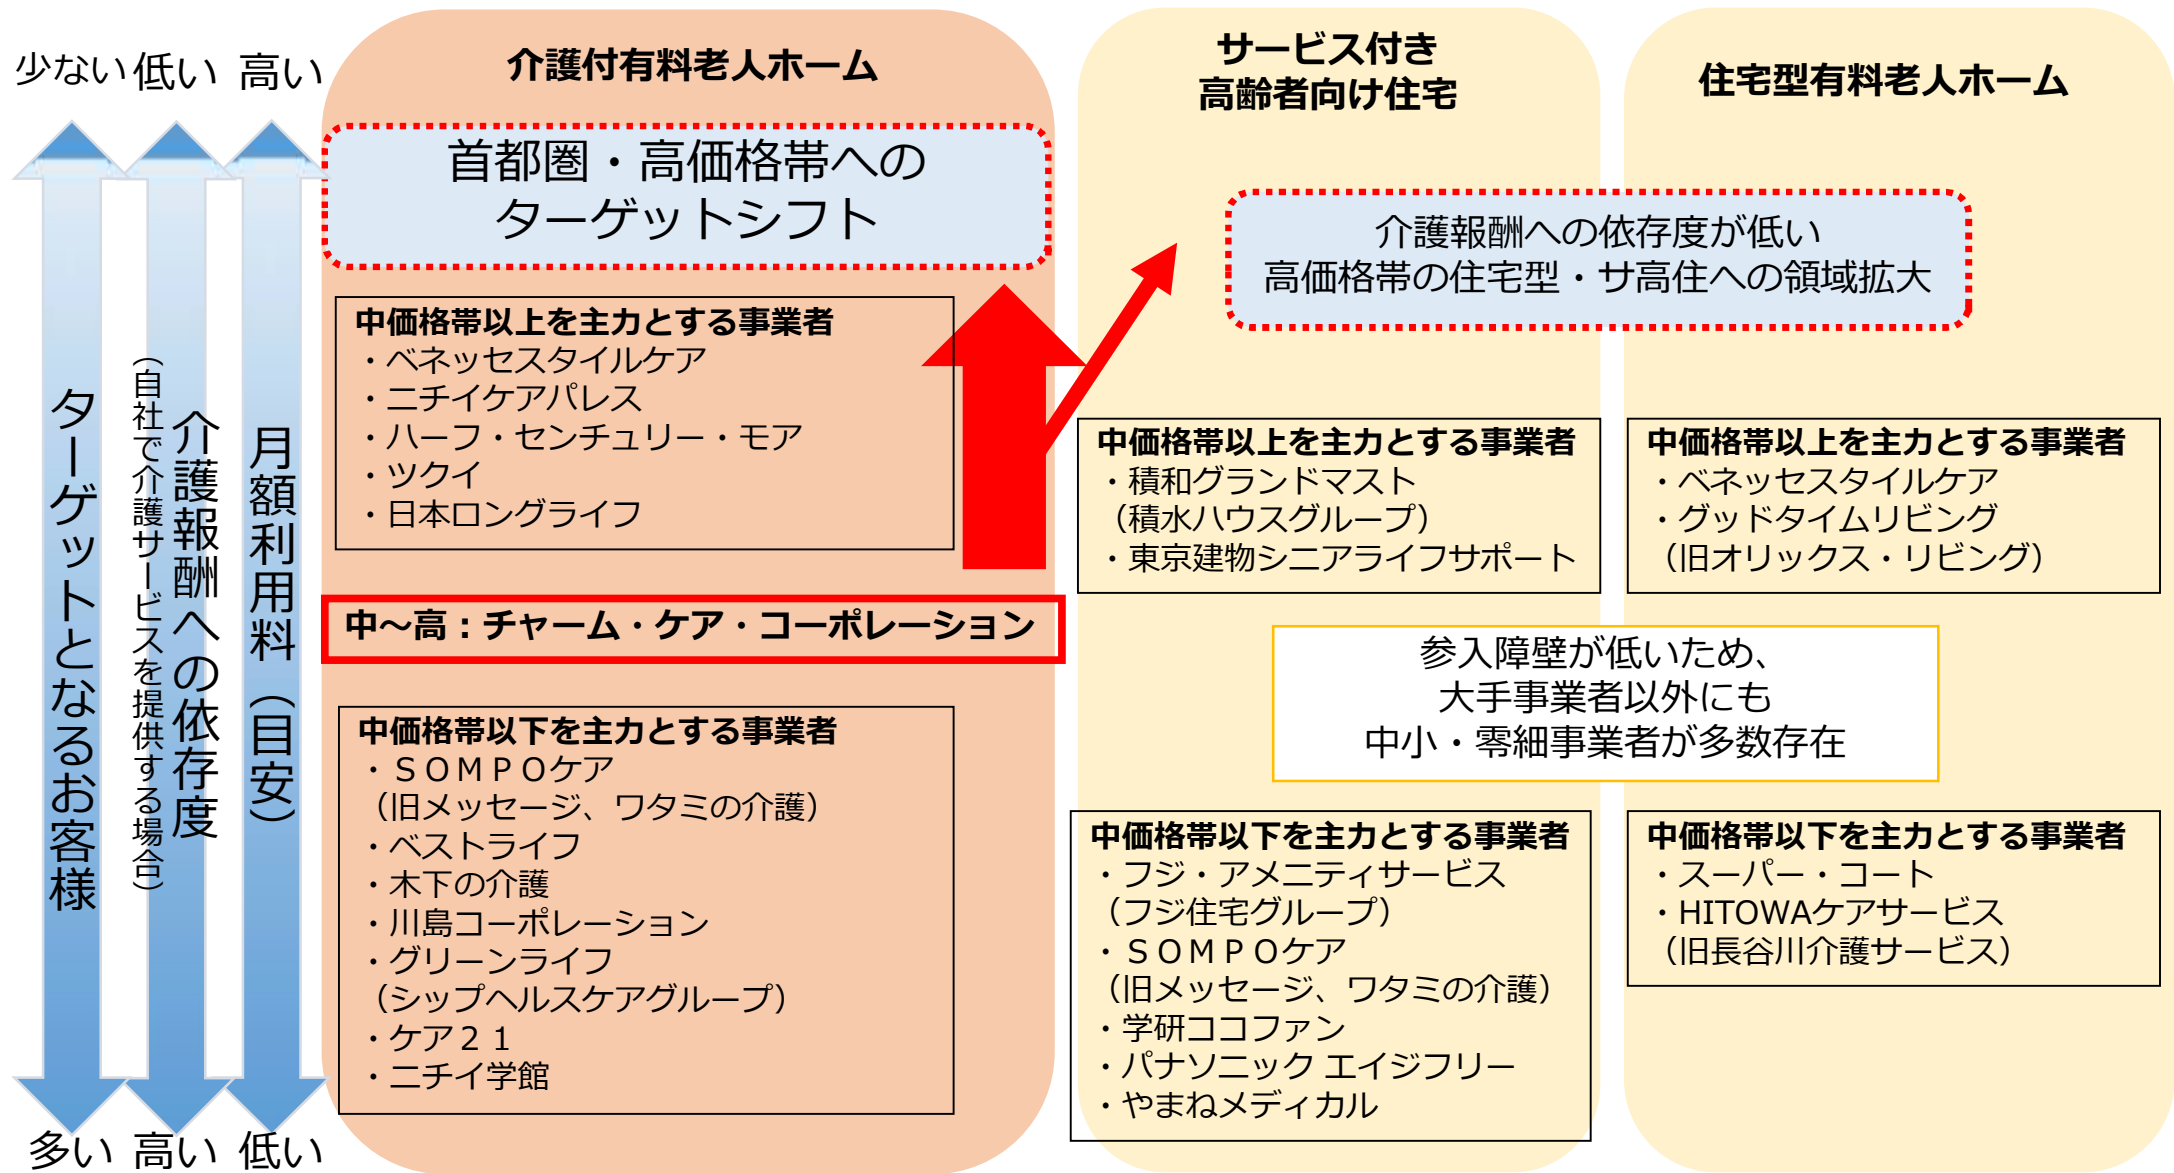 少ない 低い 高い
ターゲットとなるお客様
（自社で介護サービスを提供する場合）
介護報酬への依存度
月額利用料（目安）
多い 高い 低い
介護付有料老人ホーム
首都圏・高価格帯への
ターゲットシフト
中価格帯以上を主力とする事業者
・ベネッセスタイルケア
・ニチイケアパレス
・ハーフ・センチュリー・モア
・ツクイ
・日本ロングライフ
中～高：チャーム・ケア・コーポレーション
中価格帯以下を主力とする事業者
・ＳＯＭＰＯケア
（旧メッセージ、ワタミの介護）
・ベストライフ
・木下の介護
・川島コーポレーション
・グリーンライフ
（シップヘルスケアグループ）
・ケア２１
・ニチイ学館
サービス付き
高齢者向け住宅
住宅型有料老人ホーム
介護報酬への依存度が低い
高価格帯の住宅型・サ高住への領域拡大
中価格帯以上を主力とする事業者
・積和グランドマスト
（積水ハウスグループ）
・東京建物シニアライフサポート
中価格帯以上を主力とする事業者
・ベネッセスタイルケア
・グッドタイムリビング
（旧オリックス・リビング）
参入障壁が低いため、
大手事業者以外にも
中小・零細事業者が多数存在
中価格帯以下を主力とする事業者
・フジ・アメニティサービス
（フジ住宅グループ）
・ＳＯＭＰＯケア
（旧メッセージ、ワタミの介護）
・学研ココファン
・パナソニック エイジフリー
・やまねメディカル
中価格帯以下を主力とする事業者
・スーパー・コート
・HITOWAケアサービス
（旧長谷川介護サービス）